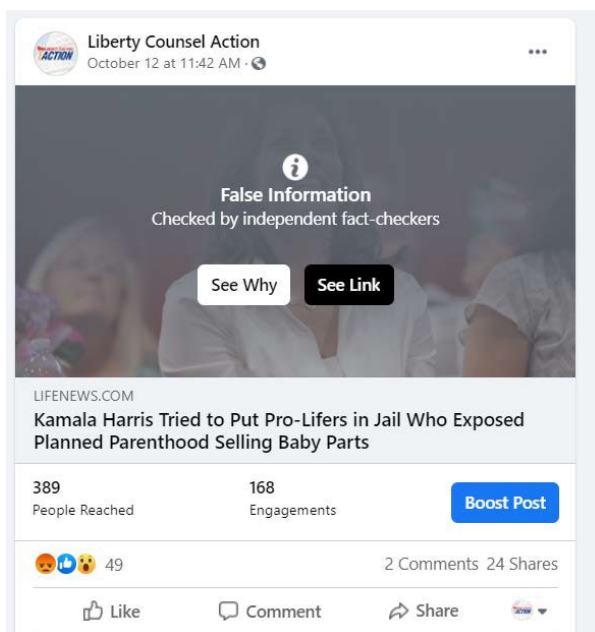 Liberty Counsel Action
October 12 at 11:42 AM ·
False Information
Checked by independent fact-checkers
See Why
See Link
LIFENEWS.COM
Kamala Harris Tried to Put Pro-Lifers in Jail Who Exposed
Planned Parenthood Selling Baby Parts
389
168
People Reached
Engagements
Boost Post
49
2 Comments 24 Shares
Like
Comment
Share